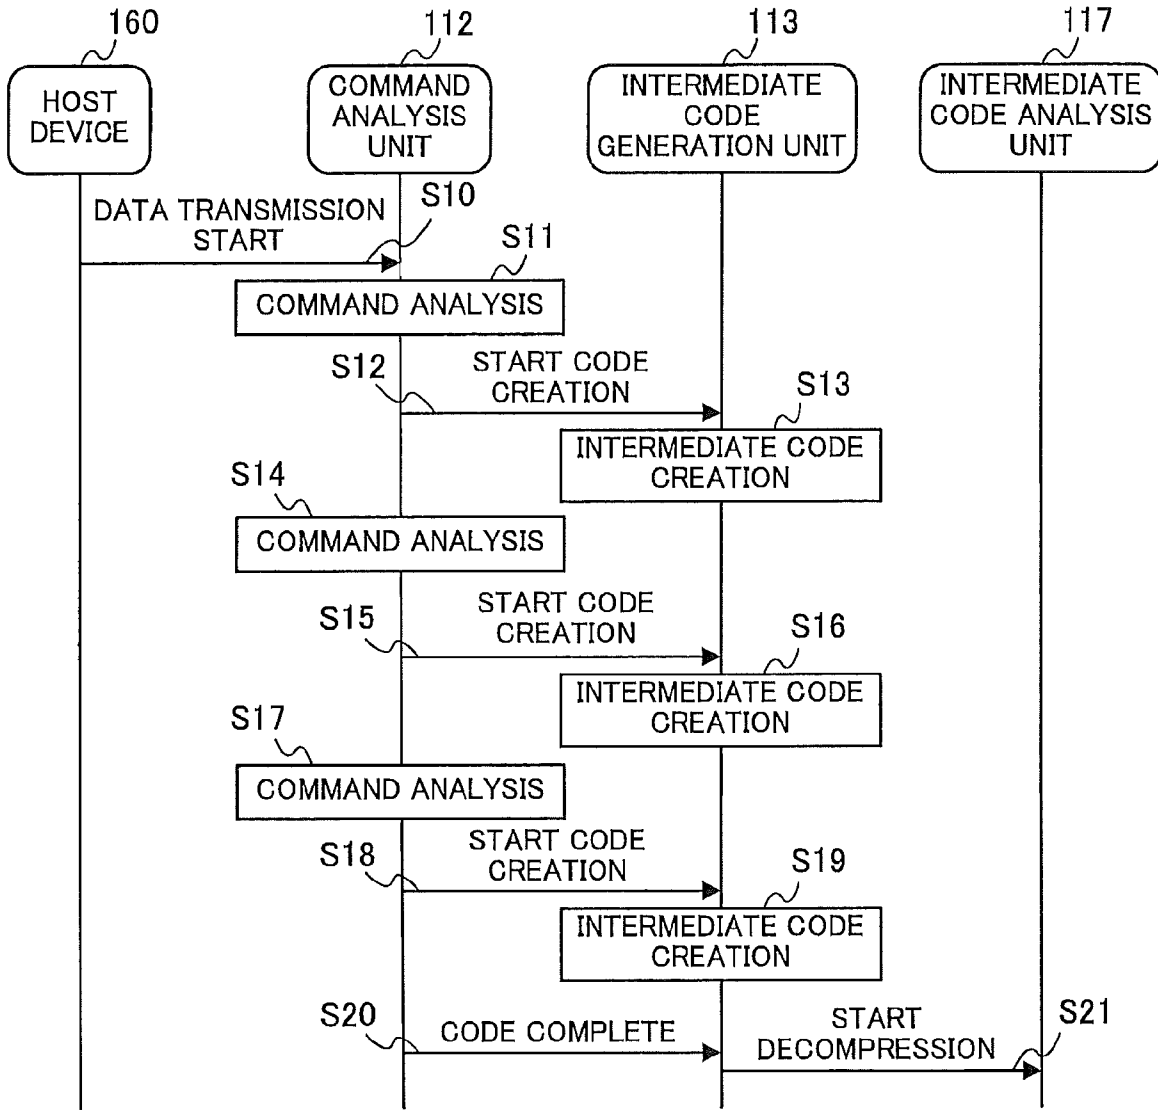 160
112
113
117
HOST
DEVICE
COMMAND
ANALYSIS
UNIT
INTERMEDIATE
CODE
GENERATION UNIT
INTERMEDIATE
CODE ANALYSIS
UNIT
DATA TRANSMISSION
START
S10
S11
COMMAND ANALYSIS
S12
START CODE
CREATION
S13
INTERMEDIATE CODE
CREATION
S14
COMMAND ANALYSIS
S15
START CODE
CREATION
S16
INTERMEDIATE CODE
CREATION
S17
COMMAND ANALYSIS
S18
START CODE
CREATION
S19
INTERMEDIATE CODE
CREATION
S20
CODE COMPLETE
START
DECOMPRESSION
S21